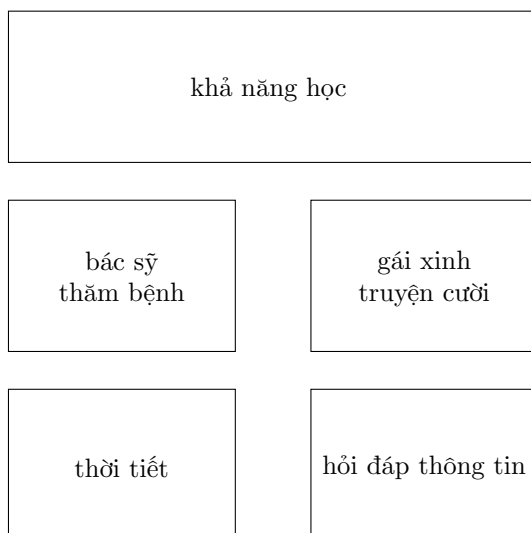 khả năng học
bác sỹ
thăm bệnh
gái xinh
truyện cười
thời tiết
hỏi đáp thông tin